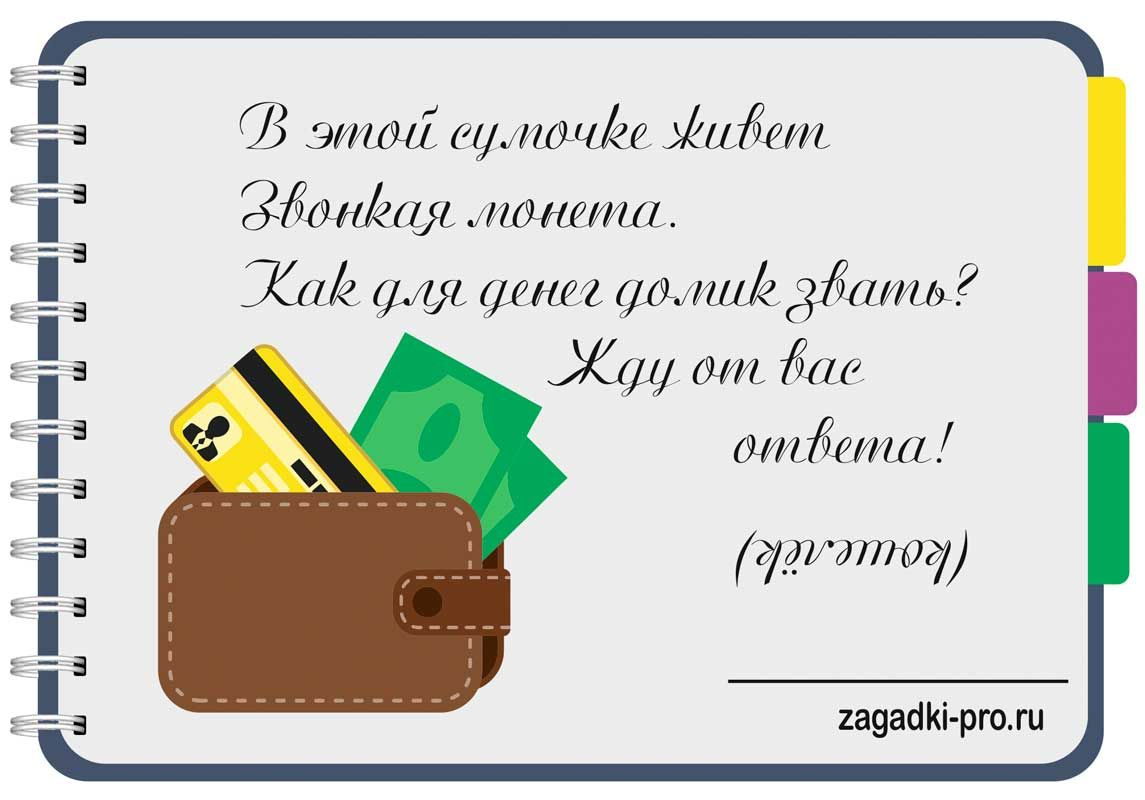 В этой сумочке живет
Звонкая монета.
Как для денег домик звать?
Жду от вас
ответа!
(кошелёк)
zagadki-pro.ru